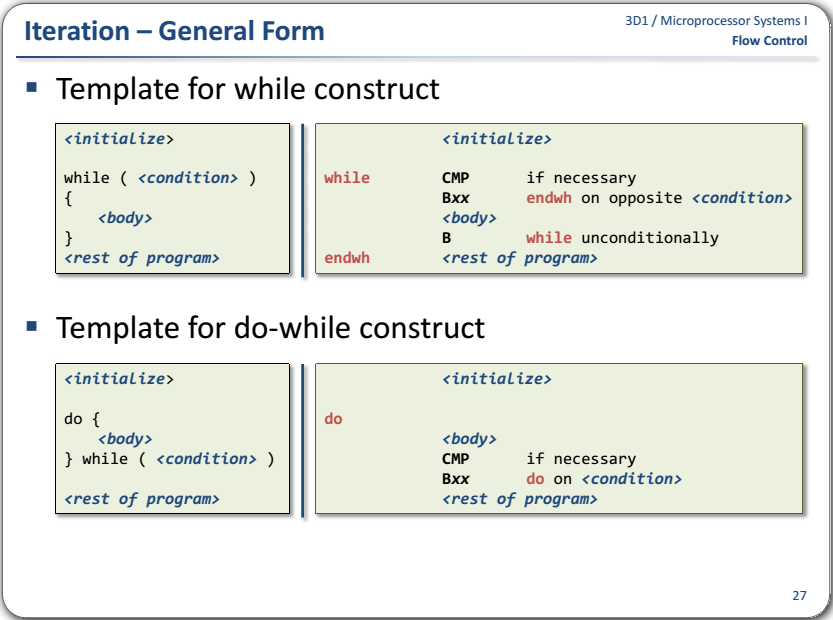 Iteration – General Form
3D1 / Microprocessor Systems I
Flow Control
▪ Template for while construct
<initialize>
while ( <condition> )
{
<body>
}
<rest of program>
<initialize>
while CMP if necessary
Bxx endwh on opposite <condition>
<body>
B while unconditionally
endwh <rest of program>
▪ Template for do-while construct
<initialize>
do {
<body>
} while ( <condition> )
<rest of program>
<initialize>
do
<body>
CMP if necessary
Bxx do on <condition>
<rest of program>
27